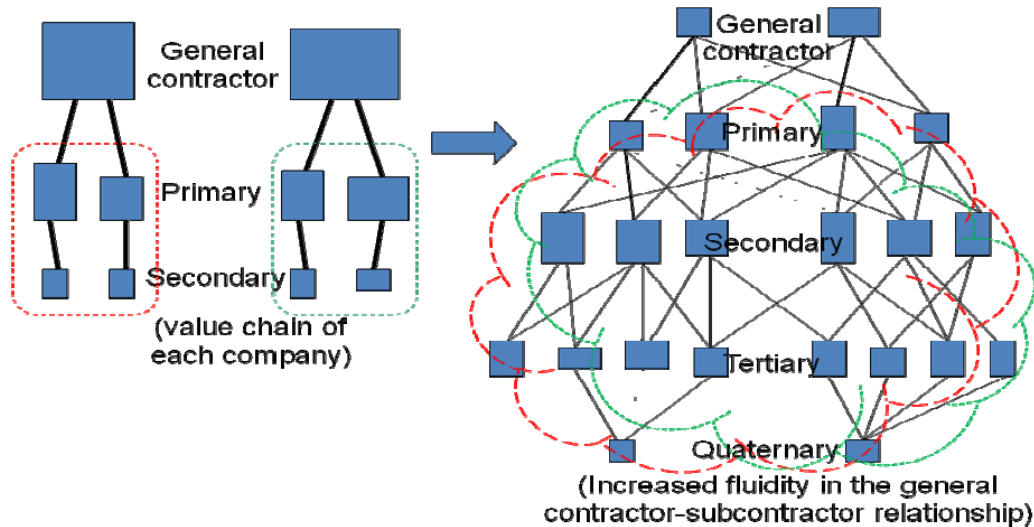 General
contractor
Primary
Secondary
(value chain of
each company)
General
contractor
Primary
Secondary
Tertiary
Quaternary
(Increased fluidity in the general
contractor-subcontractor relationship)